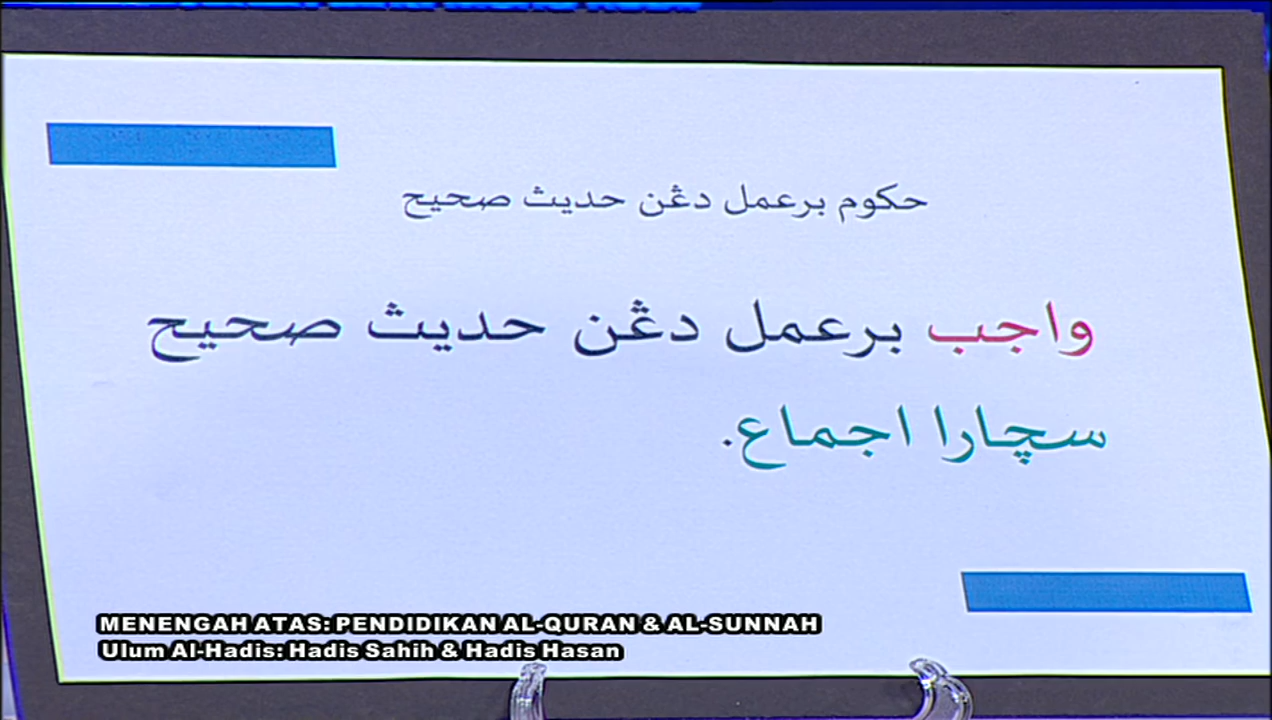 حكوم برعمل دڠن حديث صحيح
واجب برعمل دڠن حديث صحيح
سچارا اجماع.
MENENGAH ATAS: PENDIDIKAN AL-QURAN & AL-SUNNAH
Ulum Al-Hadis: Hadis Sahih & Hadis Hasan